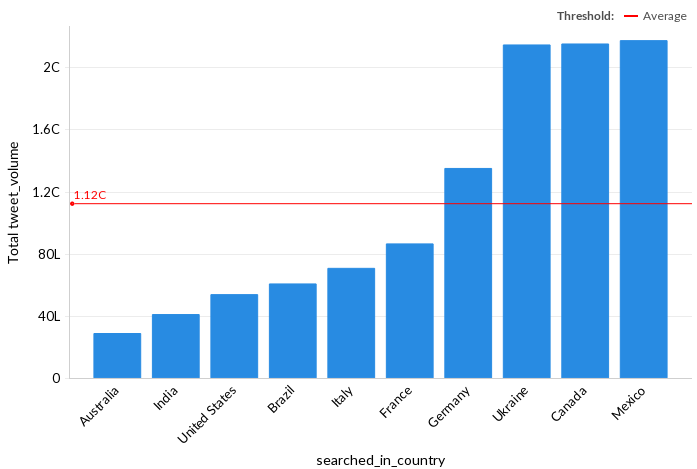 Threshold: Average
2C
1.6C
1.2C
80L
40L
0
1.12C
Total tweet_volume
Australia
India
United States
Brazil
Italy
France
Germany
Ukraine
Canada
Mexico
searched_in_country